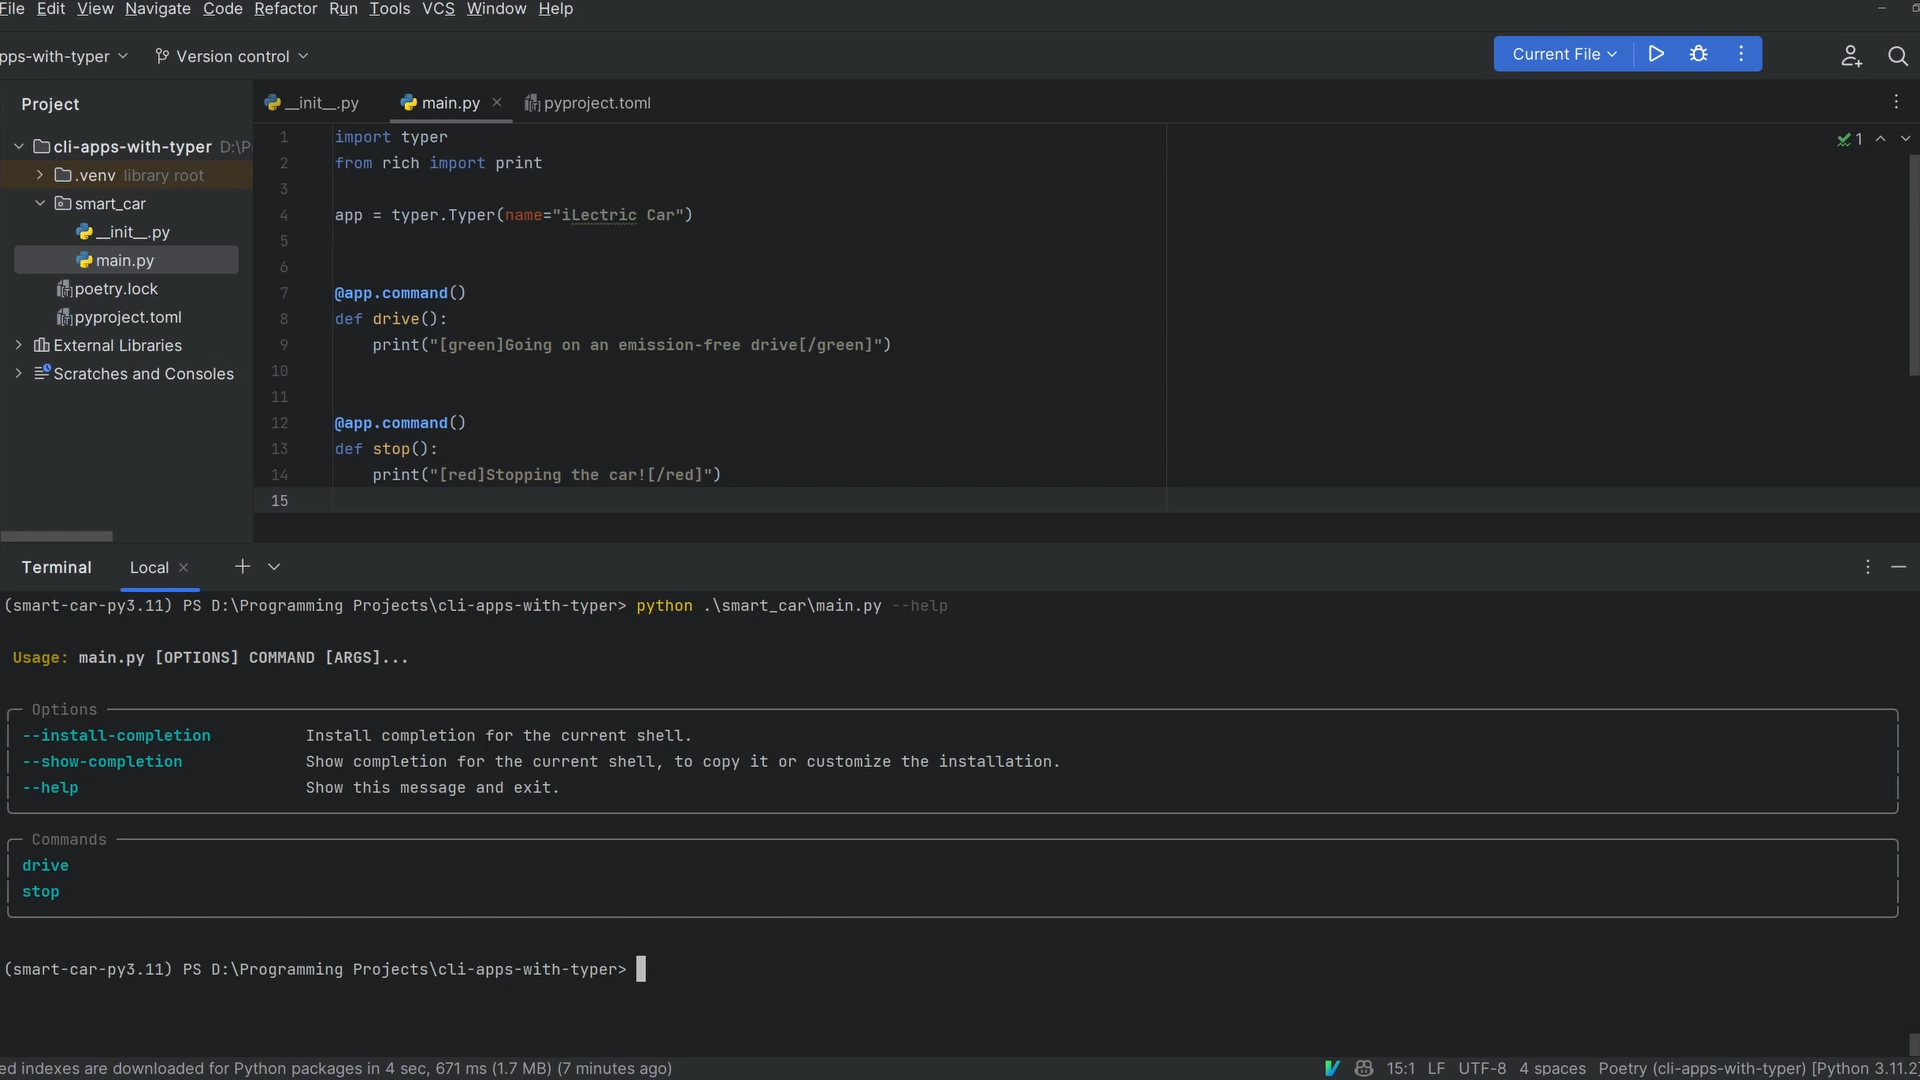 File Edit View Navigate Code Refactor Run Tools VCS Window Help
pps-with-typer Version control Current File
Project
cli-apps-with-typer D:\P
.venv library root
smart_car
__init__.py
main.py
poetry.lock
pyproject.toml
External Libraries
Scratches and Consoles
__init__.py main.py pyproject.toml
1
1 import typer
2 from rich import print
3
4 app = typer.Typer(name="iLectric Car")
5
6
7 @app.command()
8 def drive():
9 print("[green]Going on an emission-free drive[/green]")
10
11
12 @app.command()
13 def stop():
14 print("[red]Stopping the car![/red]")
15
Terminal Local
(smart-car-py3.11) PS D:\Programming Projects\cli-apps-with-typer> python .\smart_car\main.py --help
Usage: main.py [OPTIONS] COMMAND [ARGS]...
Options
--install-completion Install completion for the current shell.
--show-completion Show completion for the current shell, to copy it or customize the installation.
--help Show this message and exit.
Commands
drive
stop
(smart-car-py3.11) PS D:\Programming Projects\cli-apps-with-typer>
ed indexes are downloaded for Python packages in 4 sec, 671 ms (1.7 MB) (7 minutes ago) 15:1 LF UTF-8 4 spaces Poetry (cli-apps-with-typer) [Python 3.11.2